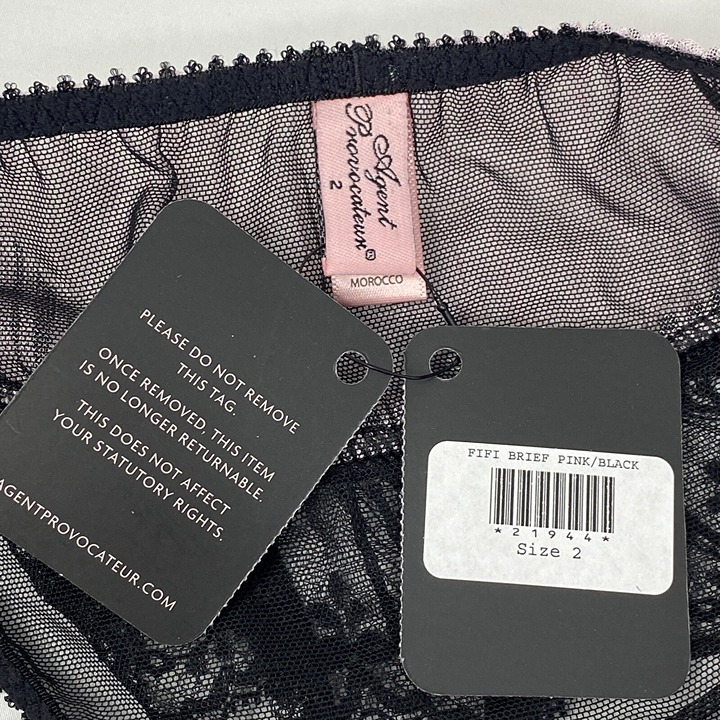 Agent
Provocateur®
2
MOROCCO
PLEASE DO NOT REMOVE
THIS TAG.
ONCE REMOVED, THIS ITEM
IS NO LONGER RETURNABLE.
THIS DOES NOT AFFECT
YOUR STATUTORY RIGHTS.
AGENTPROVOCATEUR.COM
FIFI BRIEF PINK/BLACK
*21944*
Size 2